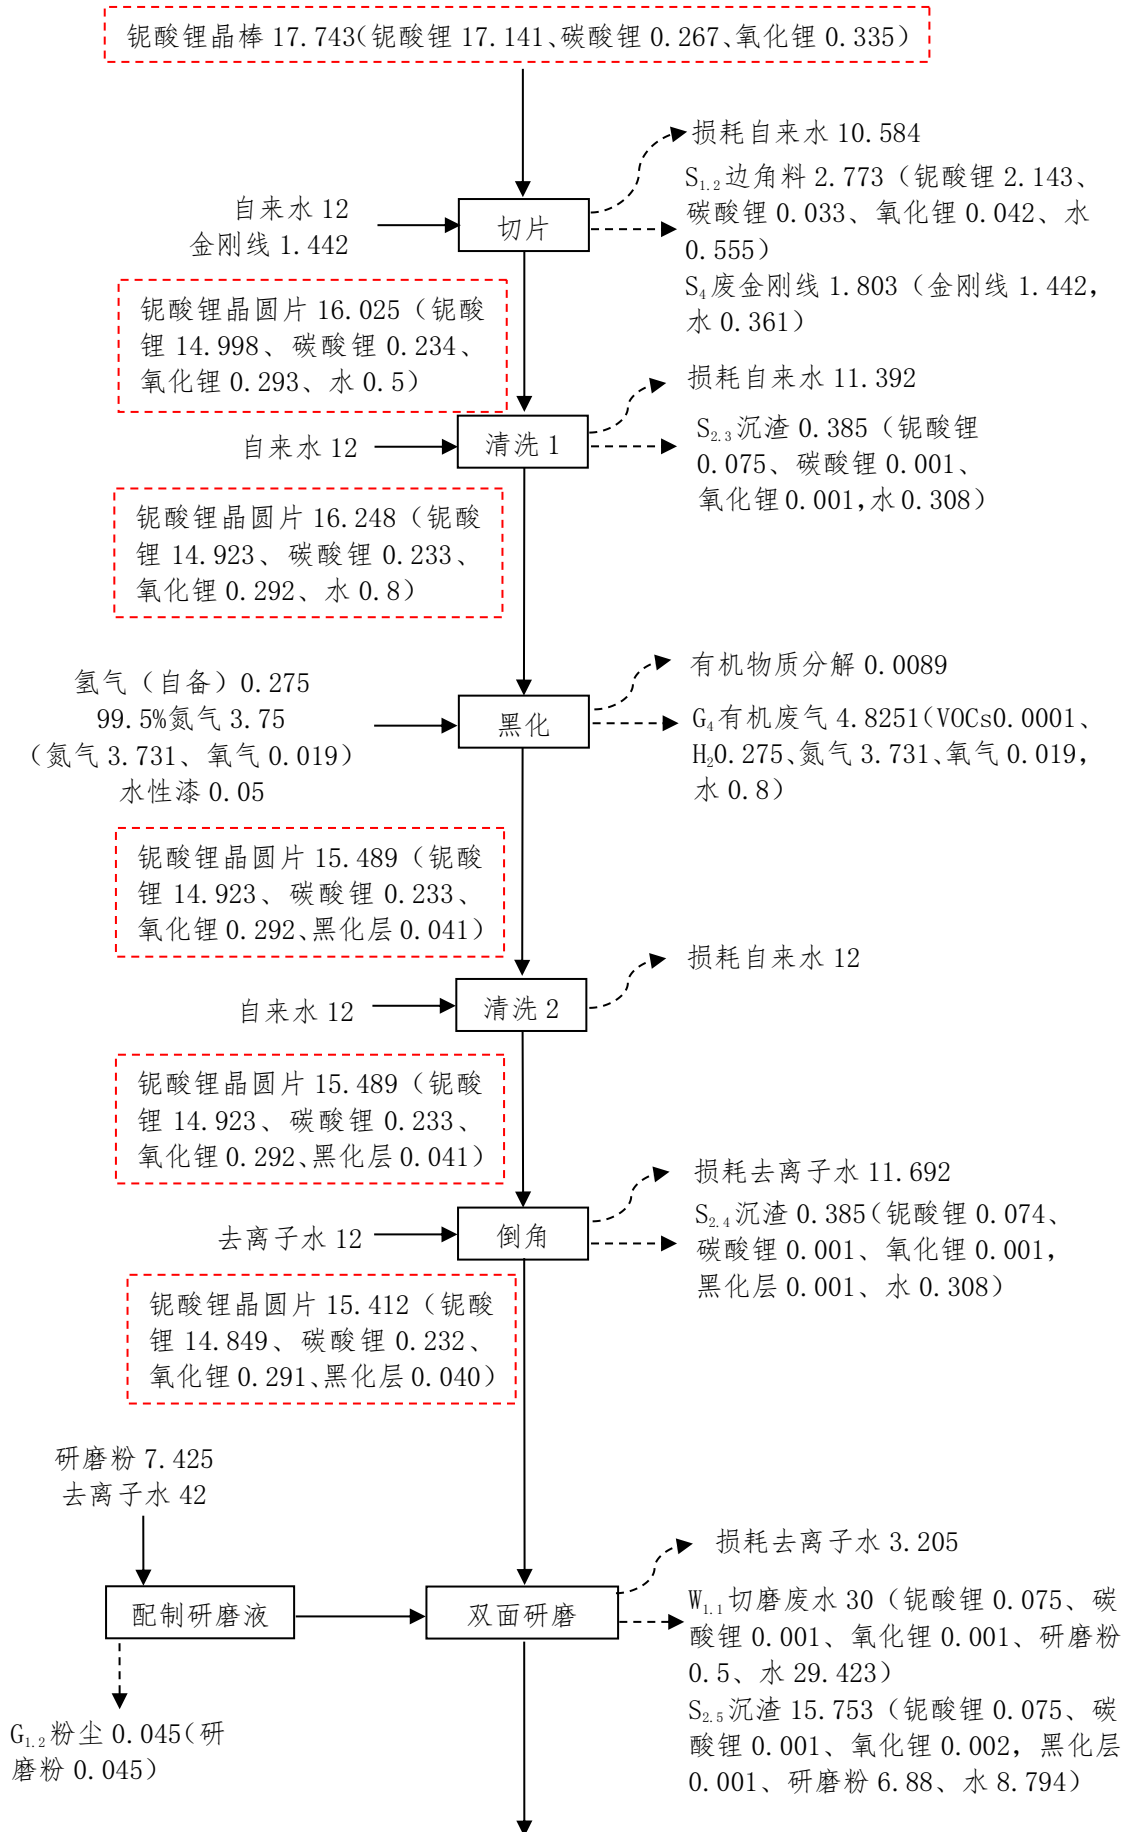 铌酸锂晶棒 17.743(铌酸锂 17.141、碳酸锂 0.267、氧化锂 0.335)
损耗自来水 10.584
S1.2边角料 2.773（铌酸锂 2.143、
碳酸锂 0.033、氧化锂 0.042、水
0.555）
S4废金刚线 1.803（金刚线 1.442，
水 0.361）
自来水 12
金刚线 1.442
切片
铌酸锂晶圆片 16.025（铌酸
锂 14.998、碳酸锂 0.234、
氧化锂 0.293、水 0.5）
损耗自来水 11.392
S2.3沉渣 0.385（铌酸锂
0.075、碳酸锂 0.001、
氧化锂 0.001，水 0.308）
自来水 12
清洗 1
铌酸锂晶圆片 16.248（铌酸
锂 14.923、碳酸锂 0.233、
氧化锂 0.292、水 0.8）
有机物质分解 0.0089
G4有机废气 4.8251(VOCs0.0001、
H20.275、氮气 3.731、氧气 0.019，
水 0.8）
氢气（自备）0.275
99.5%氮气 3.75
（氮气 3.731、氧气 0.019）
水性漆 0.05
黑化
铌酸锂晶圆片 15.489（铌酸
锂 14.923、碳酸锂 0.233、
氧化锂 0.292、黑化层 0.041）
损耗自来水 12
自来水 12
清洗 2
铌酸锂晶圆片 15.489（铌酸
锂 14.923、碳酸锂 0.233、
氧化锂 0.292、黑化层 0.041）
损耗去离子水 11.692
S2.4沉渣 0.385(铌酸锂 0.074、
碳酸锂 0.001、氧化锂 0.001，
黑化层 0.001、水 0.308）
去离子水 12
倒角
铌酸锂晶圆片 15.412（铌酸
锂 14.849、碳酸锂 0.232、
氧化锂 0.291、黑化层 0.040）
研磨粉 7.425
去离子水 42
损耗去离子水 3.205
配制研磨液
双面研磨
W1.1切磨废水 30（铌酸锂 0.075、碳
酸锂 0.001、氧化锂 0.001、研磨粉
0.5、水 29.423）
S2.5沉渣 15.753（铌酸锂 0.075、碳
酸锂 0.001、氧化锂 0.002，黑化层
0.001、研磨粉 6.88、水 8.794）
G1.2粉尘 0.045(研
磨粉 0.045）